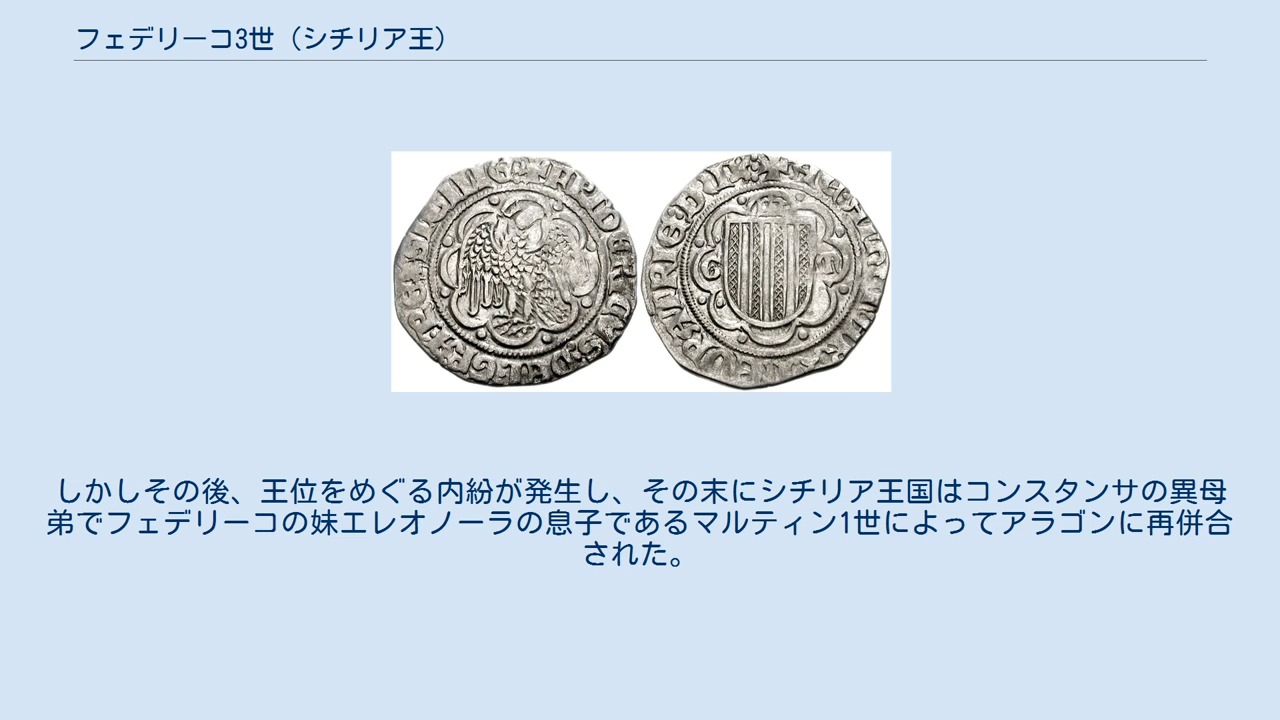 フェデリーコ3世（シチリア王）
G T
しかしその後、王位をめぐる内紛が発生し、その末にシチリア王国はコンスタンサの異母
弟でフェデリーコの妹エレオノーラの息子であるマルティン1世によってアラゴンに再併合
された。